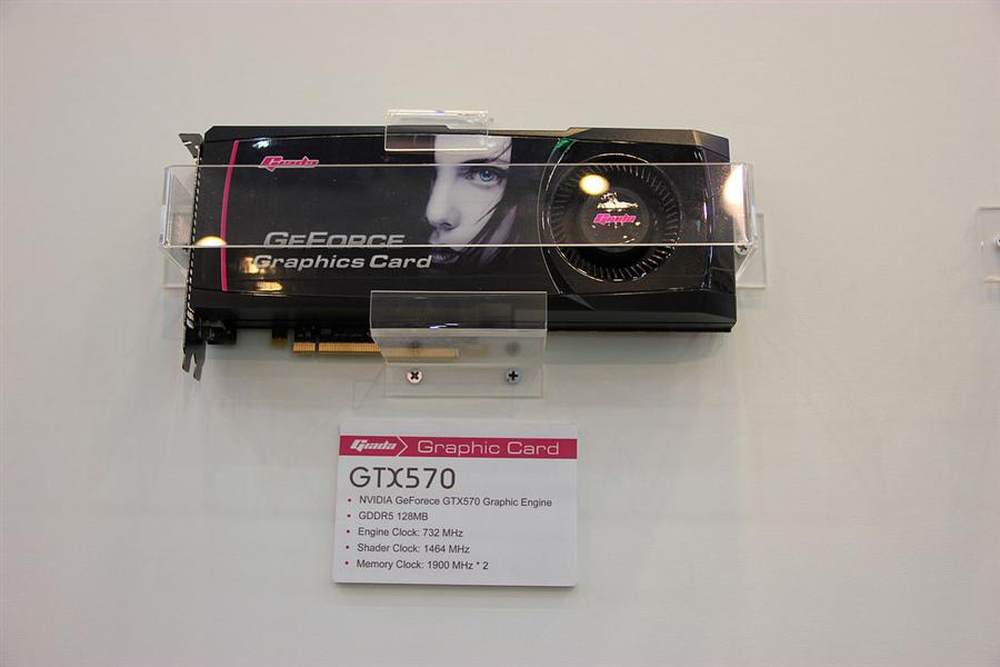 Giada
GeForce
Graphics Card
Giada
Giada Graphic Card
GTX570
• NVIDIA GeForece GTX570 Graphic Engine
• GDDR5 128MB
• Engine Clock: 732 MHz
• Shader Clock: 1464 MHz
• Memory Clock: 1900 MHz * 2